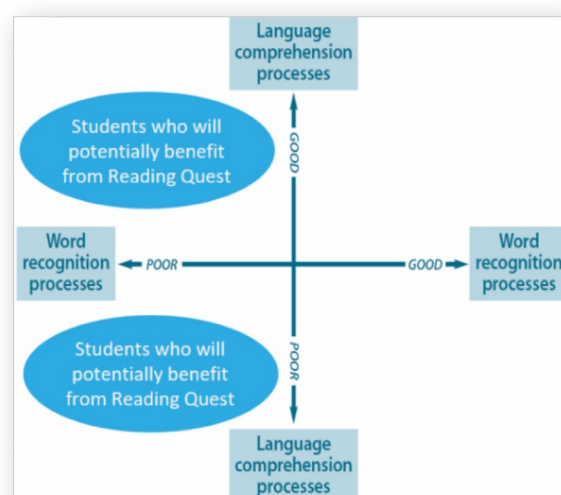 Language
comprehension
processes
GOOD
Students who will
potentially benefit
from Reading Quest
Word
recognition
processes
POOR
GOOD
Word
recognition
processes
Students who will
potentially benefit
from Reading Quest
POOR
Language
comprehension
processes